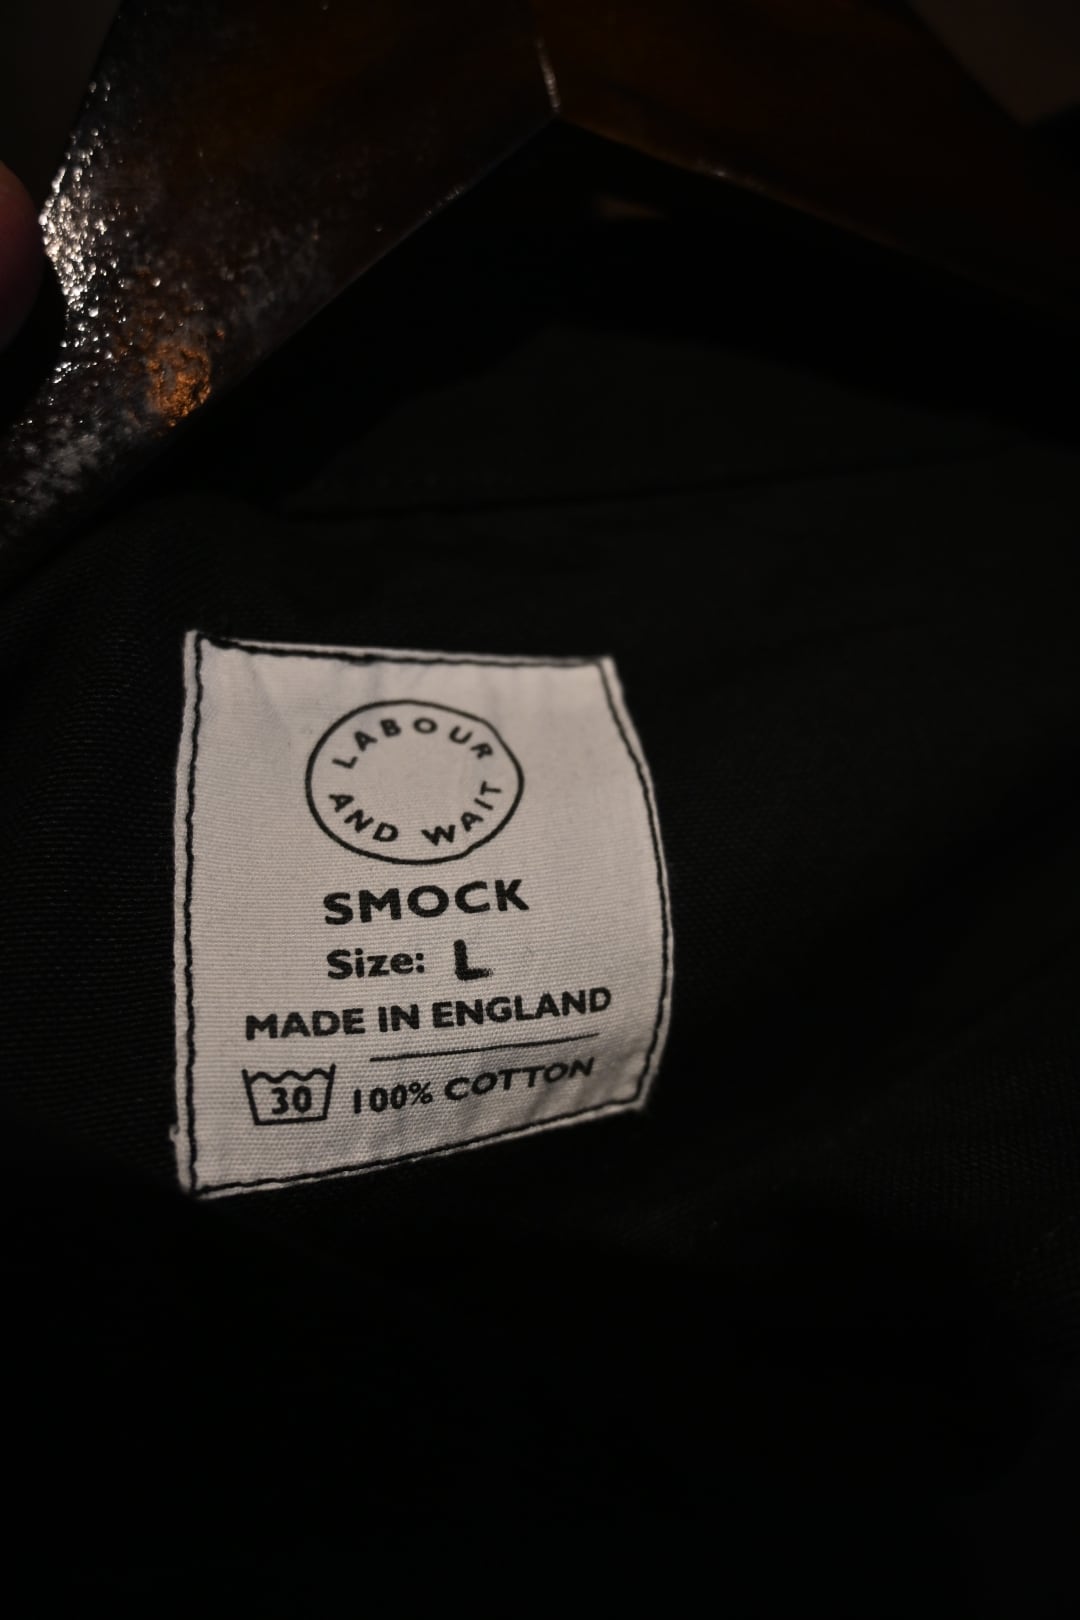 LABOUR
AND WAIT
SMOCK
Size: L
MADE IN ENGLAND
30 100% COTTON